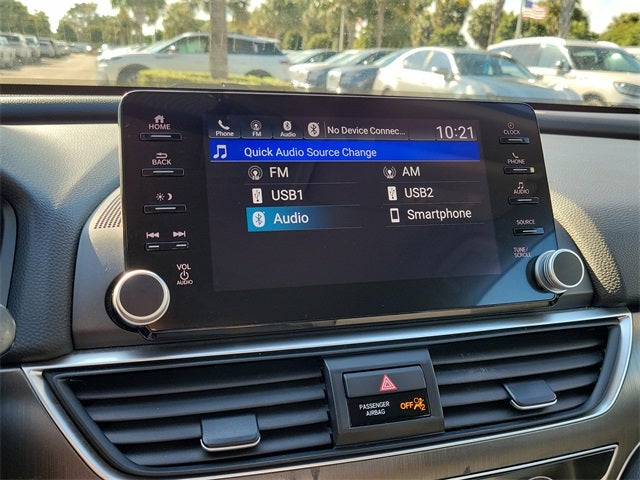 HOME
BACK
VOL
AUDIO
Phone FM Audio No Device Connec... 10:21
Quick Audio Source Change
FM AM
USB1 USB2
Audio Smartphone
CLOCK
PHONE
AUDIO
SOURCE
TUNE/
SCROLL
PASSENGER
AIRBAG
OFF 2